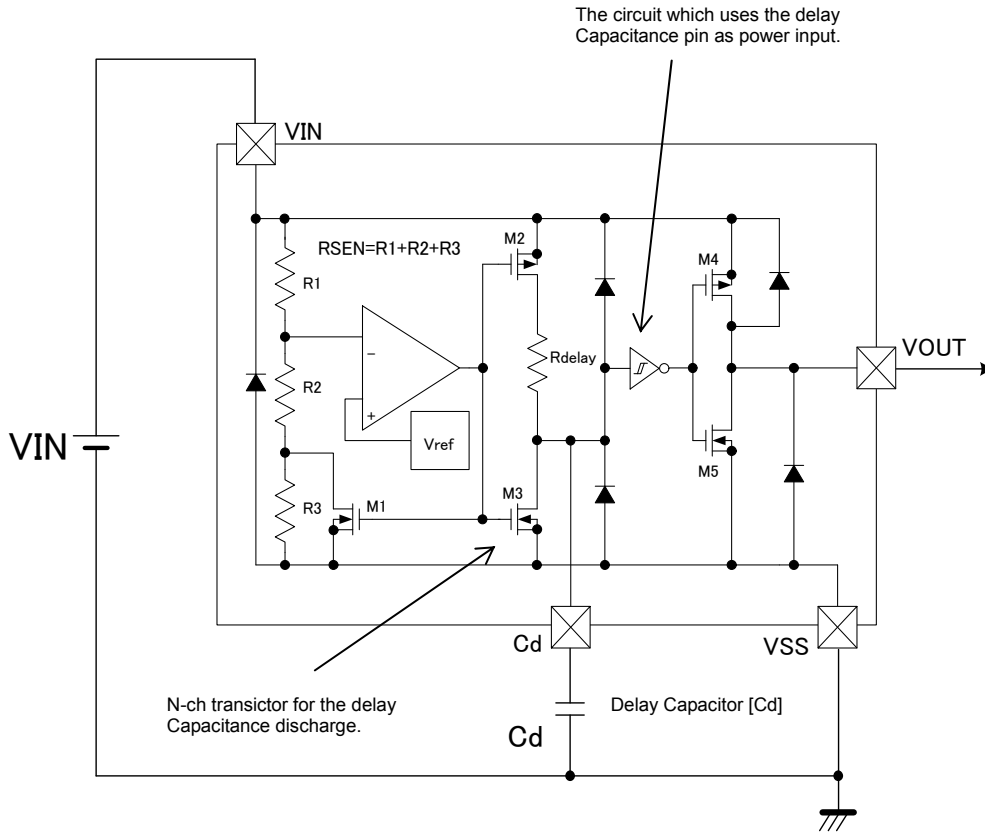 The circuit which uses the delay
Capacitance pin as power input.
VIN
RSEN=R1+R2+R3
M2
M4
R1
−
Rdelay
VOUT
R2
+
Vref
VIN
M5
R3
M1
M3
Cd
VSS
N-ch transictor for the delay
Capacitance discharge.
Delay Capacitor [Cd]
Cd